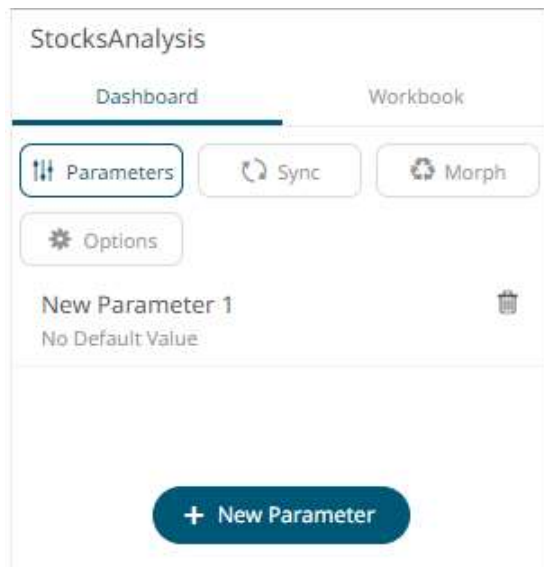 StocksAnalysis
Dashboard Workbook
Parameters Sync Morph
Options
New Parameter 1
No Default Value
+ New Parameter